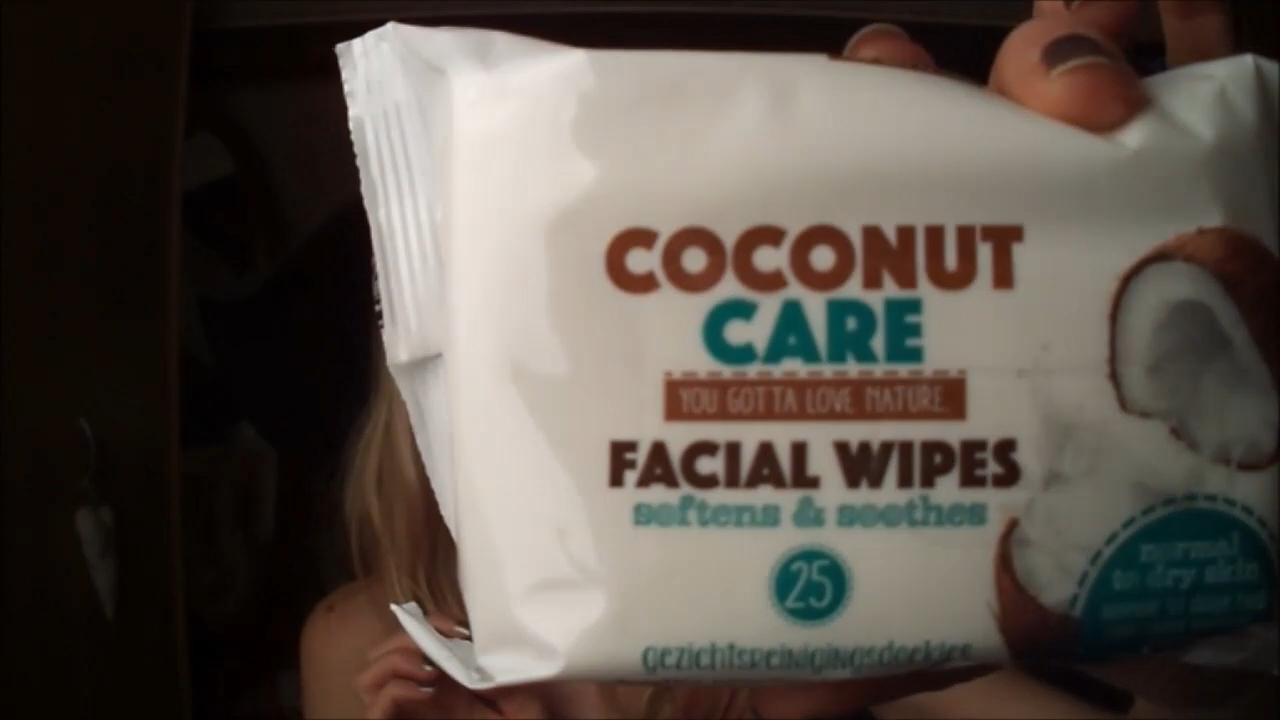 COCONUT
CARE
YOU GOTTA LOVE NATURE.
FACIAL WIPES
softens & soothes
25
gezichtsreinigingsdoekjes
normal
to dry skin